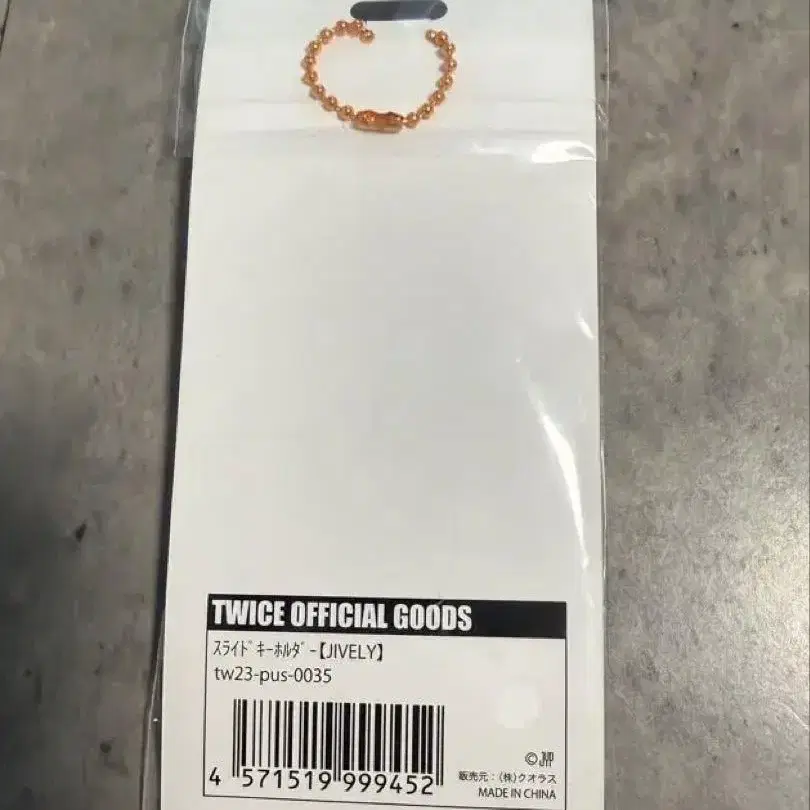 TWICE OFFICIAL GOODS
ｽﾗｲﾄﾞｷｰﾎﾙﾀﾞｰ【JIVELY】
tw23-pus-0035
4 571519 999452
©JYP
販売元：（株）クオラス
MADE IN CHINA